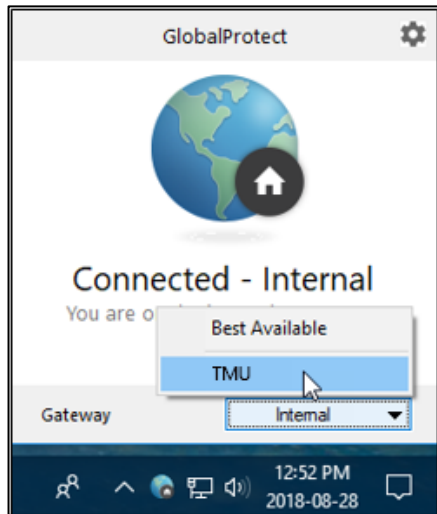 GlobalProtect
Connected - Internal
You are o
Best Available
TMU
Gateway
Internal
12:52 PM
2018-08-28